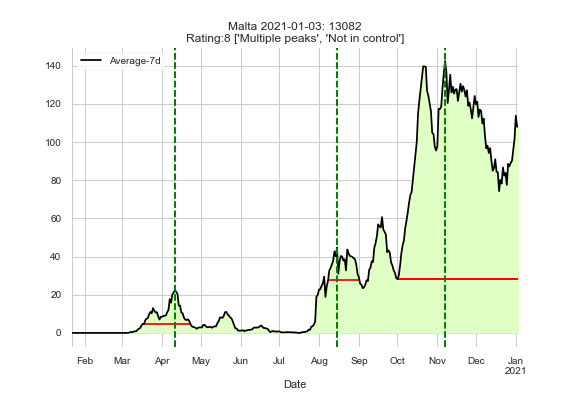 Malta 2021-01-03: 13082
Rating:8 ['Multiple peaks', 'Not in control']
Average-7d
140
120
100
80
60
40
20
0
Feb Mar Apr May Jun Jul Aug Sep Oct Nov Dec Jan
2021
Date